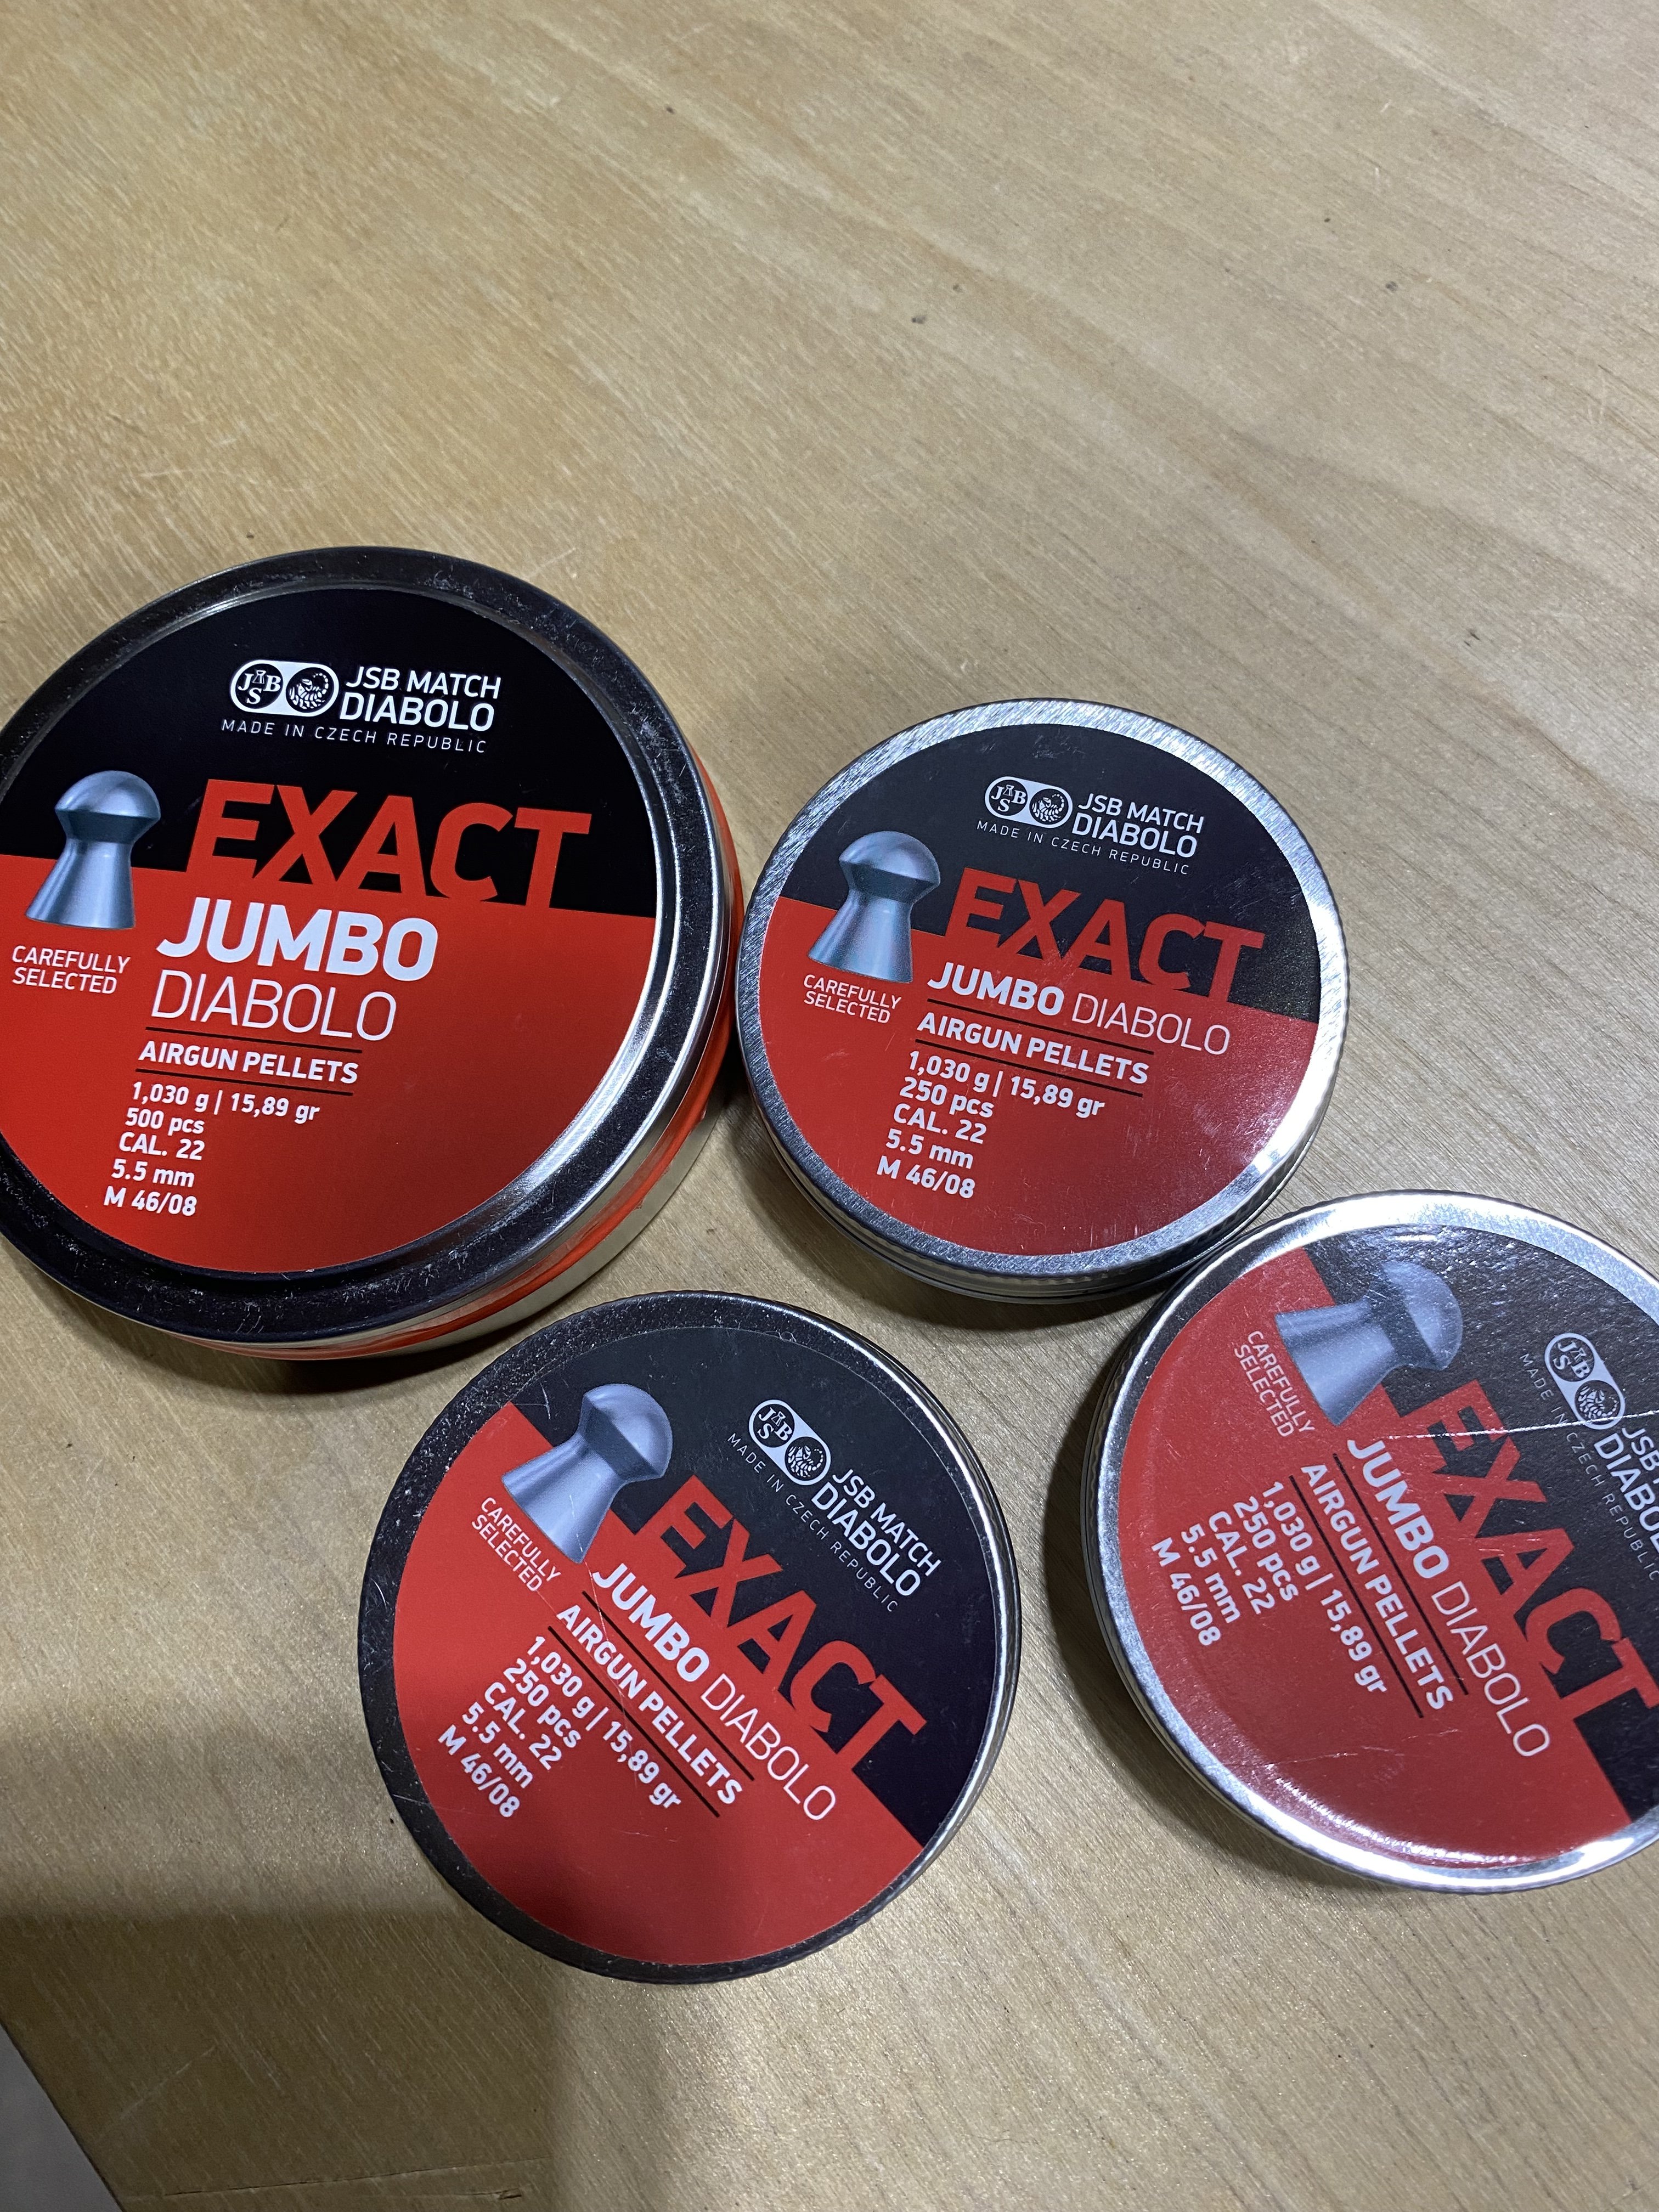 JSB
JSB MATCH
DIABOLO
MADE IN CZECH REPUBLIC
EXACT
JUMBO
DIABOLO
CAREFULLY
SELECTED
AIRGUN PELLETS
1,030 g | 15,89 gr
500 pcs
CAL. 22
5.5 mm
M 46/08
JSB
JSB MATCH
DIABOLO
MADE IN CZECH REPUBLIC
EXACT
JUMBO DIABOLO
CAREFULLY
SELECTED
AIRGUN PELLETS
1,030 g | 15,89 gr
250 pcs
CAL. 22
5.5 mm
M 46/08
JSB
JSB MATCH
DIABOLO
MADE IN CZECH REPUBLIC
EXACT
JUMBO DIABOLO
CAREFULLY
SELECTED
AIRGUN PELLETS
1,030 g | 15,89 gr
250 pcs
CAL. 22
5.5 mm
M 46/08
JSB
JSB
MADE IN CZECH REPUBLIC
EXACT
JUMBO DIABOLO
CAREFULLY
SELECTED
AIRGUN PELLETS
1,030 g | 15,89 gr
250 pcs
CAL. 22
5.5 mm
M 46/08